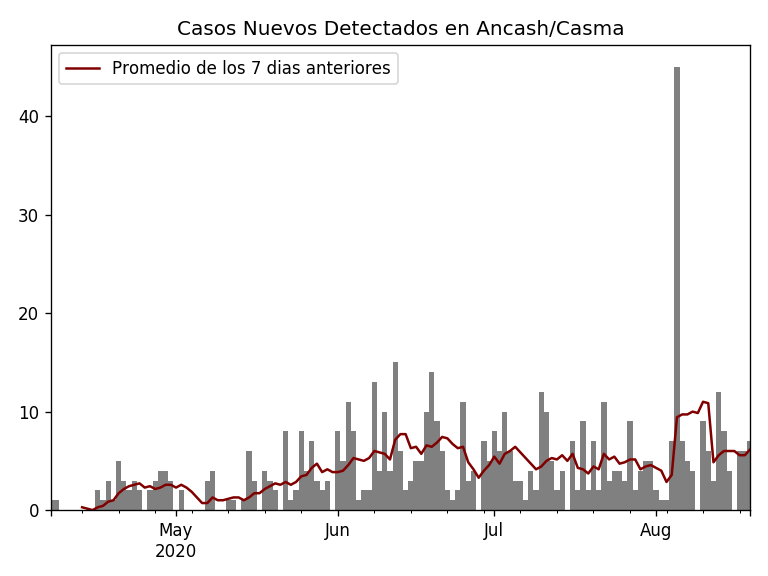 Casos Nuevos Detectados en Ancash/Casma
Promedio de los 7 dias anteriores
40
30
20
10
0
May
2020
Jun
Jul
Aug